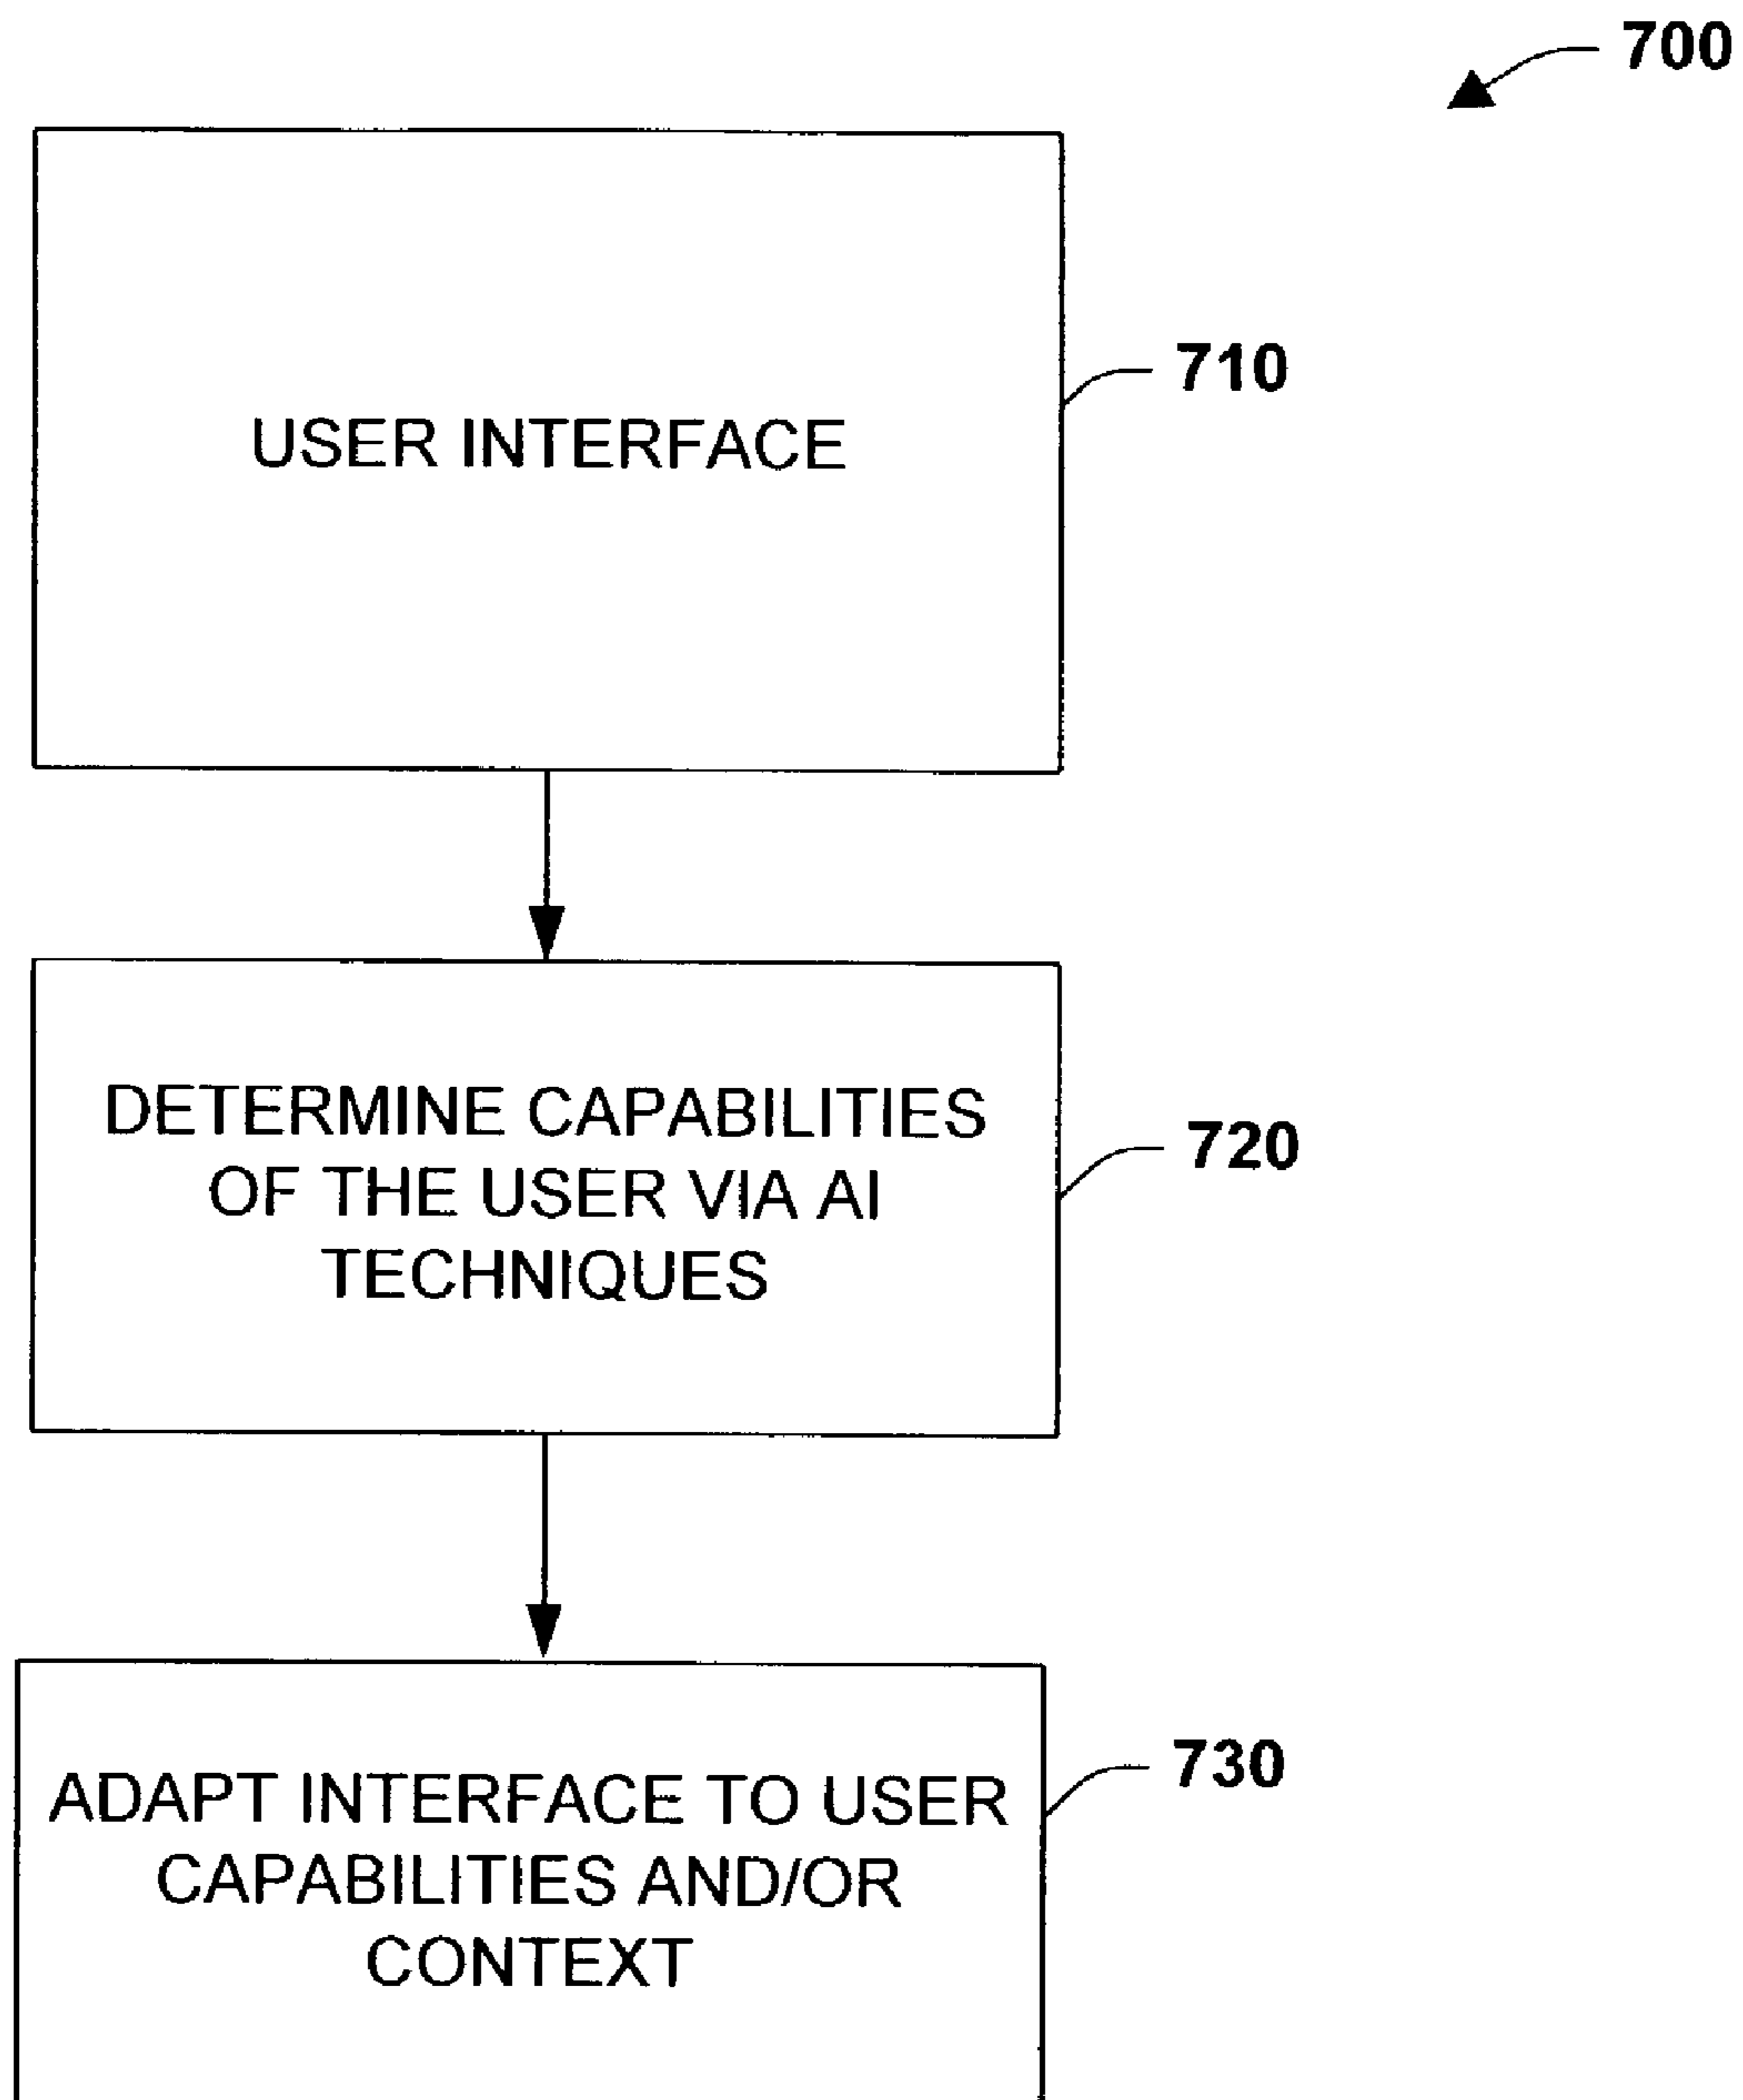 700
USER INTERFACE
710
DETERMINE CAPABILITIES
OF THE USER VIA AI
TECHNIQUES
720
ADAPT INTERFACE TO USER
CAPABILITIES AND/OR
CONTEXT
730